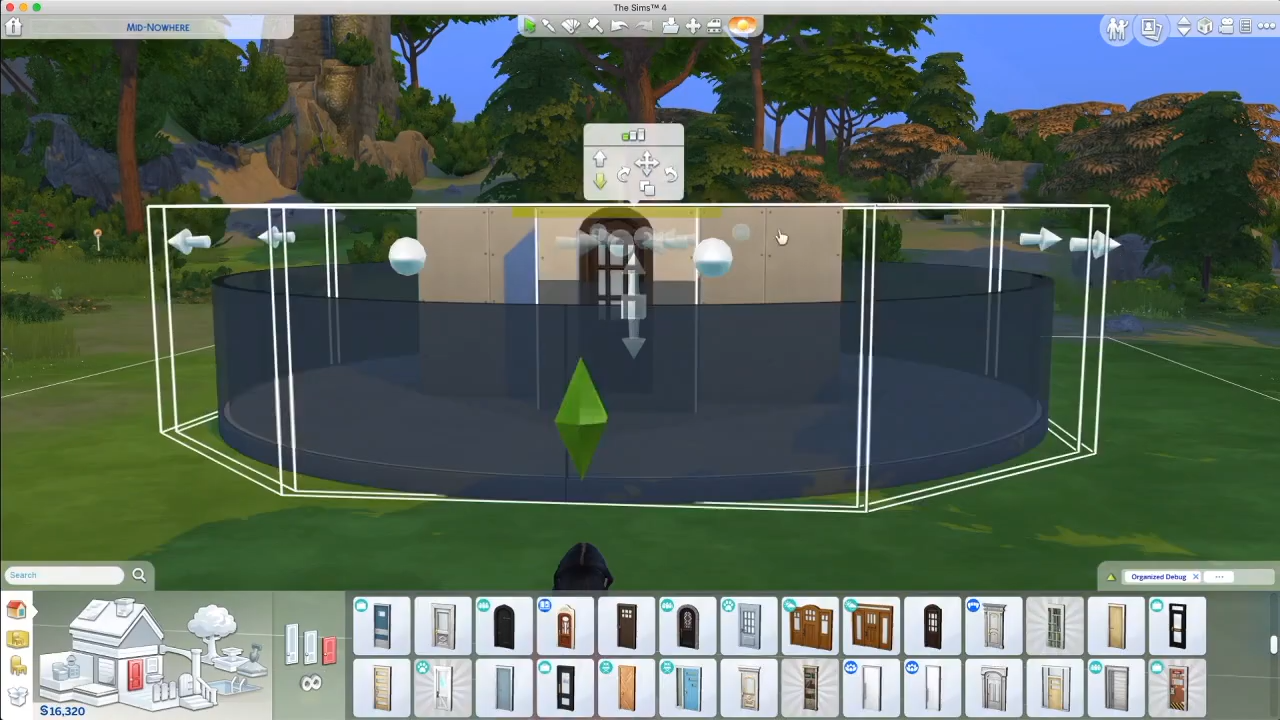 The Sims™ 4
Mid-Nowhere
Search
Organized Debug
§16,320